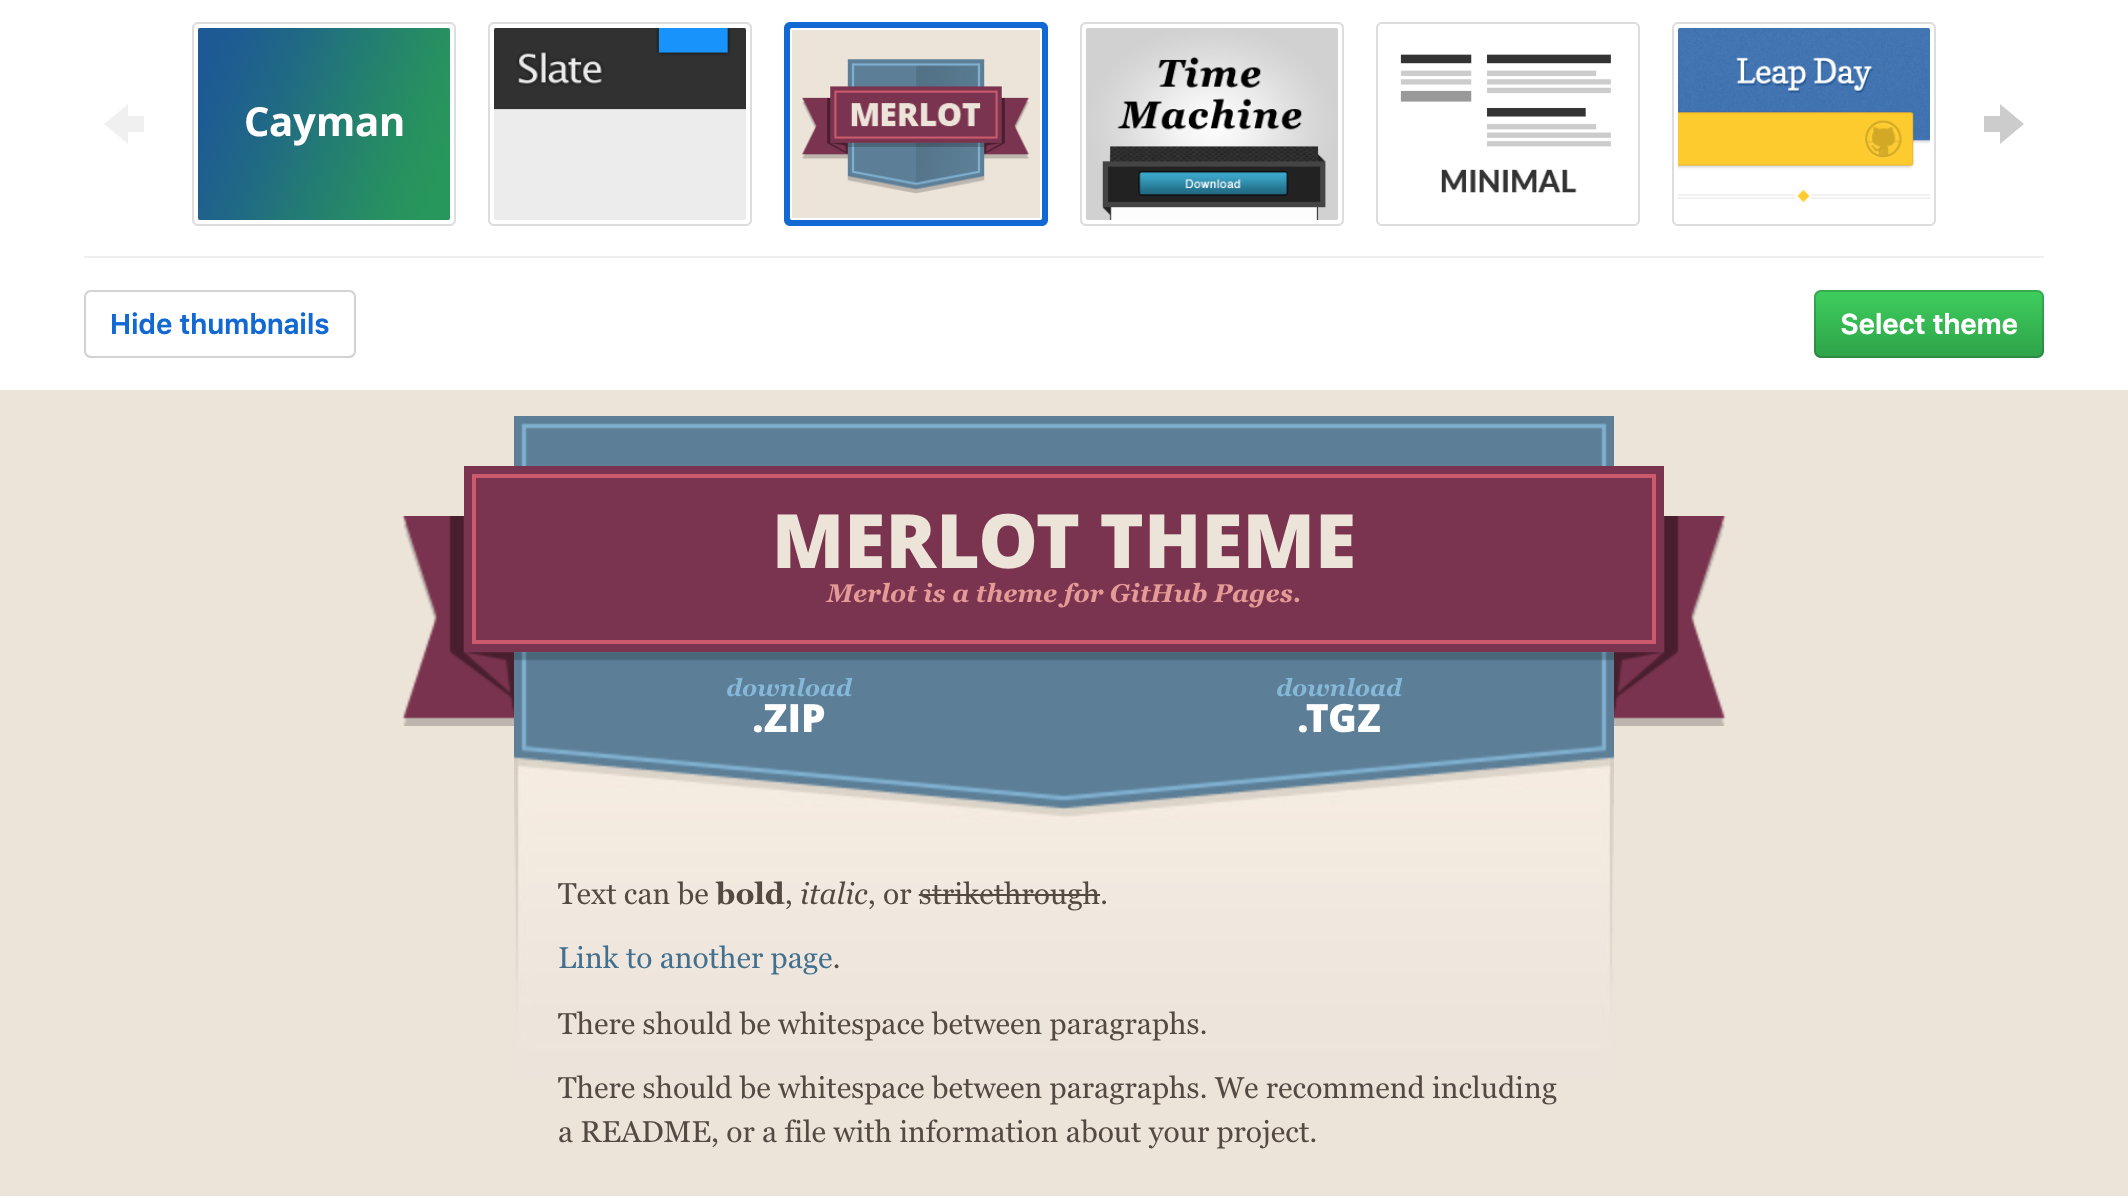 Cayman
Slate
MERLOT
Time
Machine
Download
MINIMAL
Leap Day
Hide thumbnails
Select theme
MERLOT THEME
Merlot is a theme for GitHub Pages.
download
.ZIP
download
.TGZ
Text can be bold, italic, or strikethrough.
Link to another page.
There should be whitespace between paragraphs.
There should be whitespace between paragraphs. We recommend including
a README, or a file with information about your project.